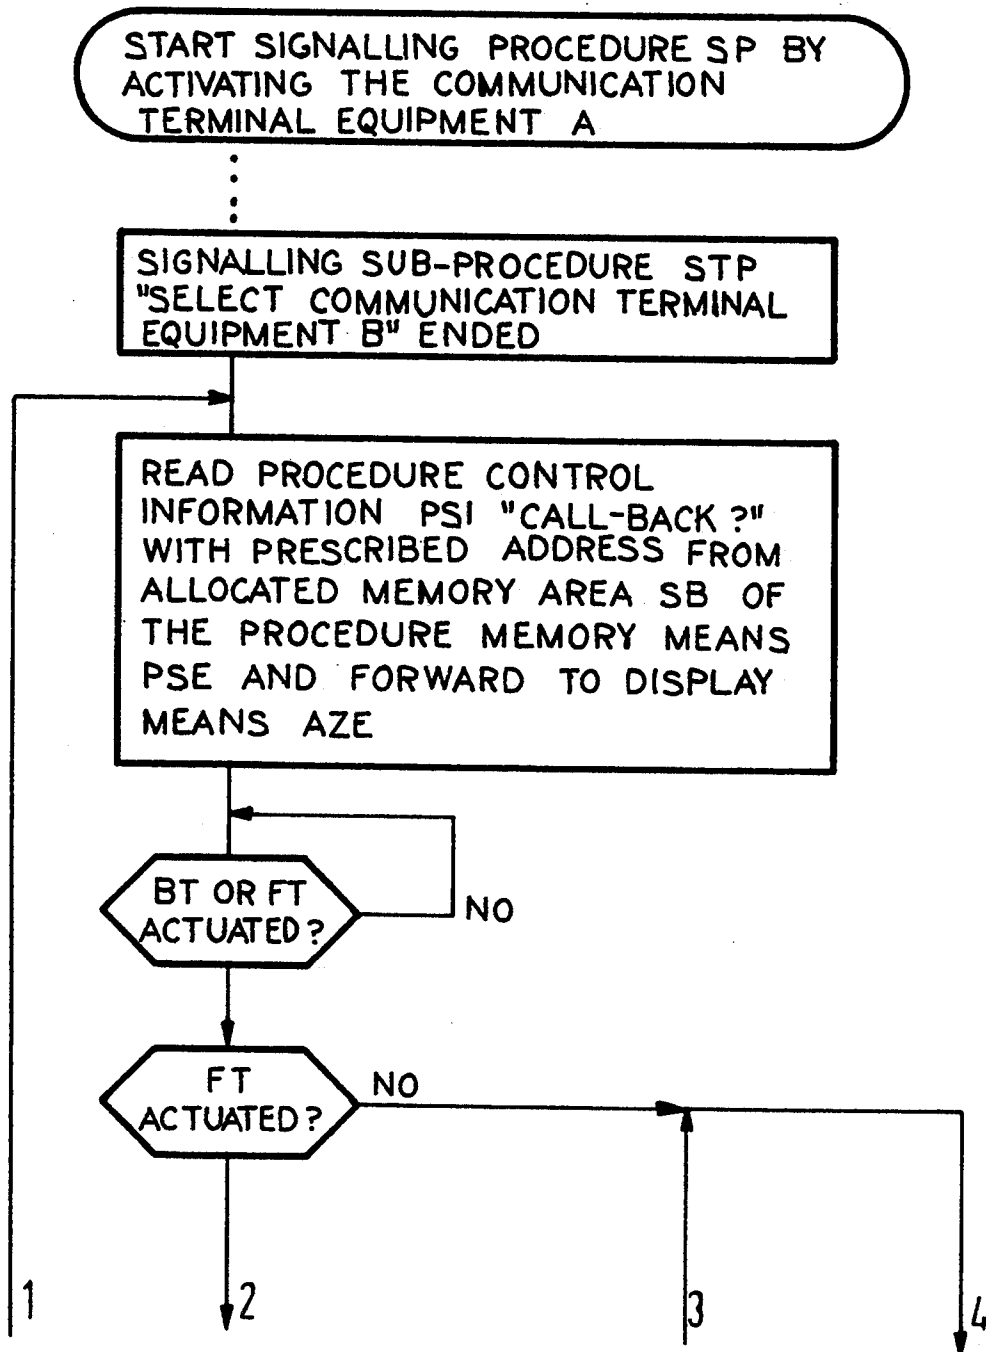 START SIGNALLING PROCEDURE SP BY
ACTIVATING THE COMMUNICATION
TERMINAL EQUIPMENT A
SIGNALLING SUB-PROCEDURE STP
"SELECT COMMUNICATION TERMINAL
EQUIPMENT B" ENDED
READ PROCEDURE CONTROL
INFORMATION PSI "CALL-BACK ?"
WITH PRESCRIBED ADDRESS FROM
ALLOCATED MEMORY AREA SB OF
THE PROCEDURE MEMORY MEANS
PSE AND FORWARD TO DISPLAY
MEANS AZE
BT OR FT
ACTUATED ?
NO
FT
ACTUATED ?
NO
1
2
3
4